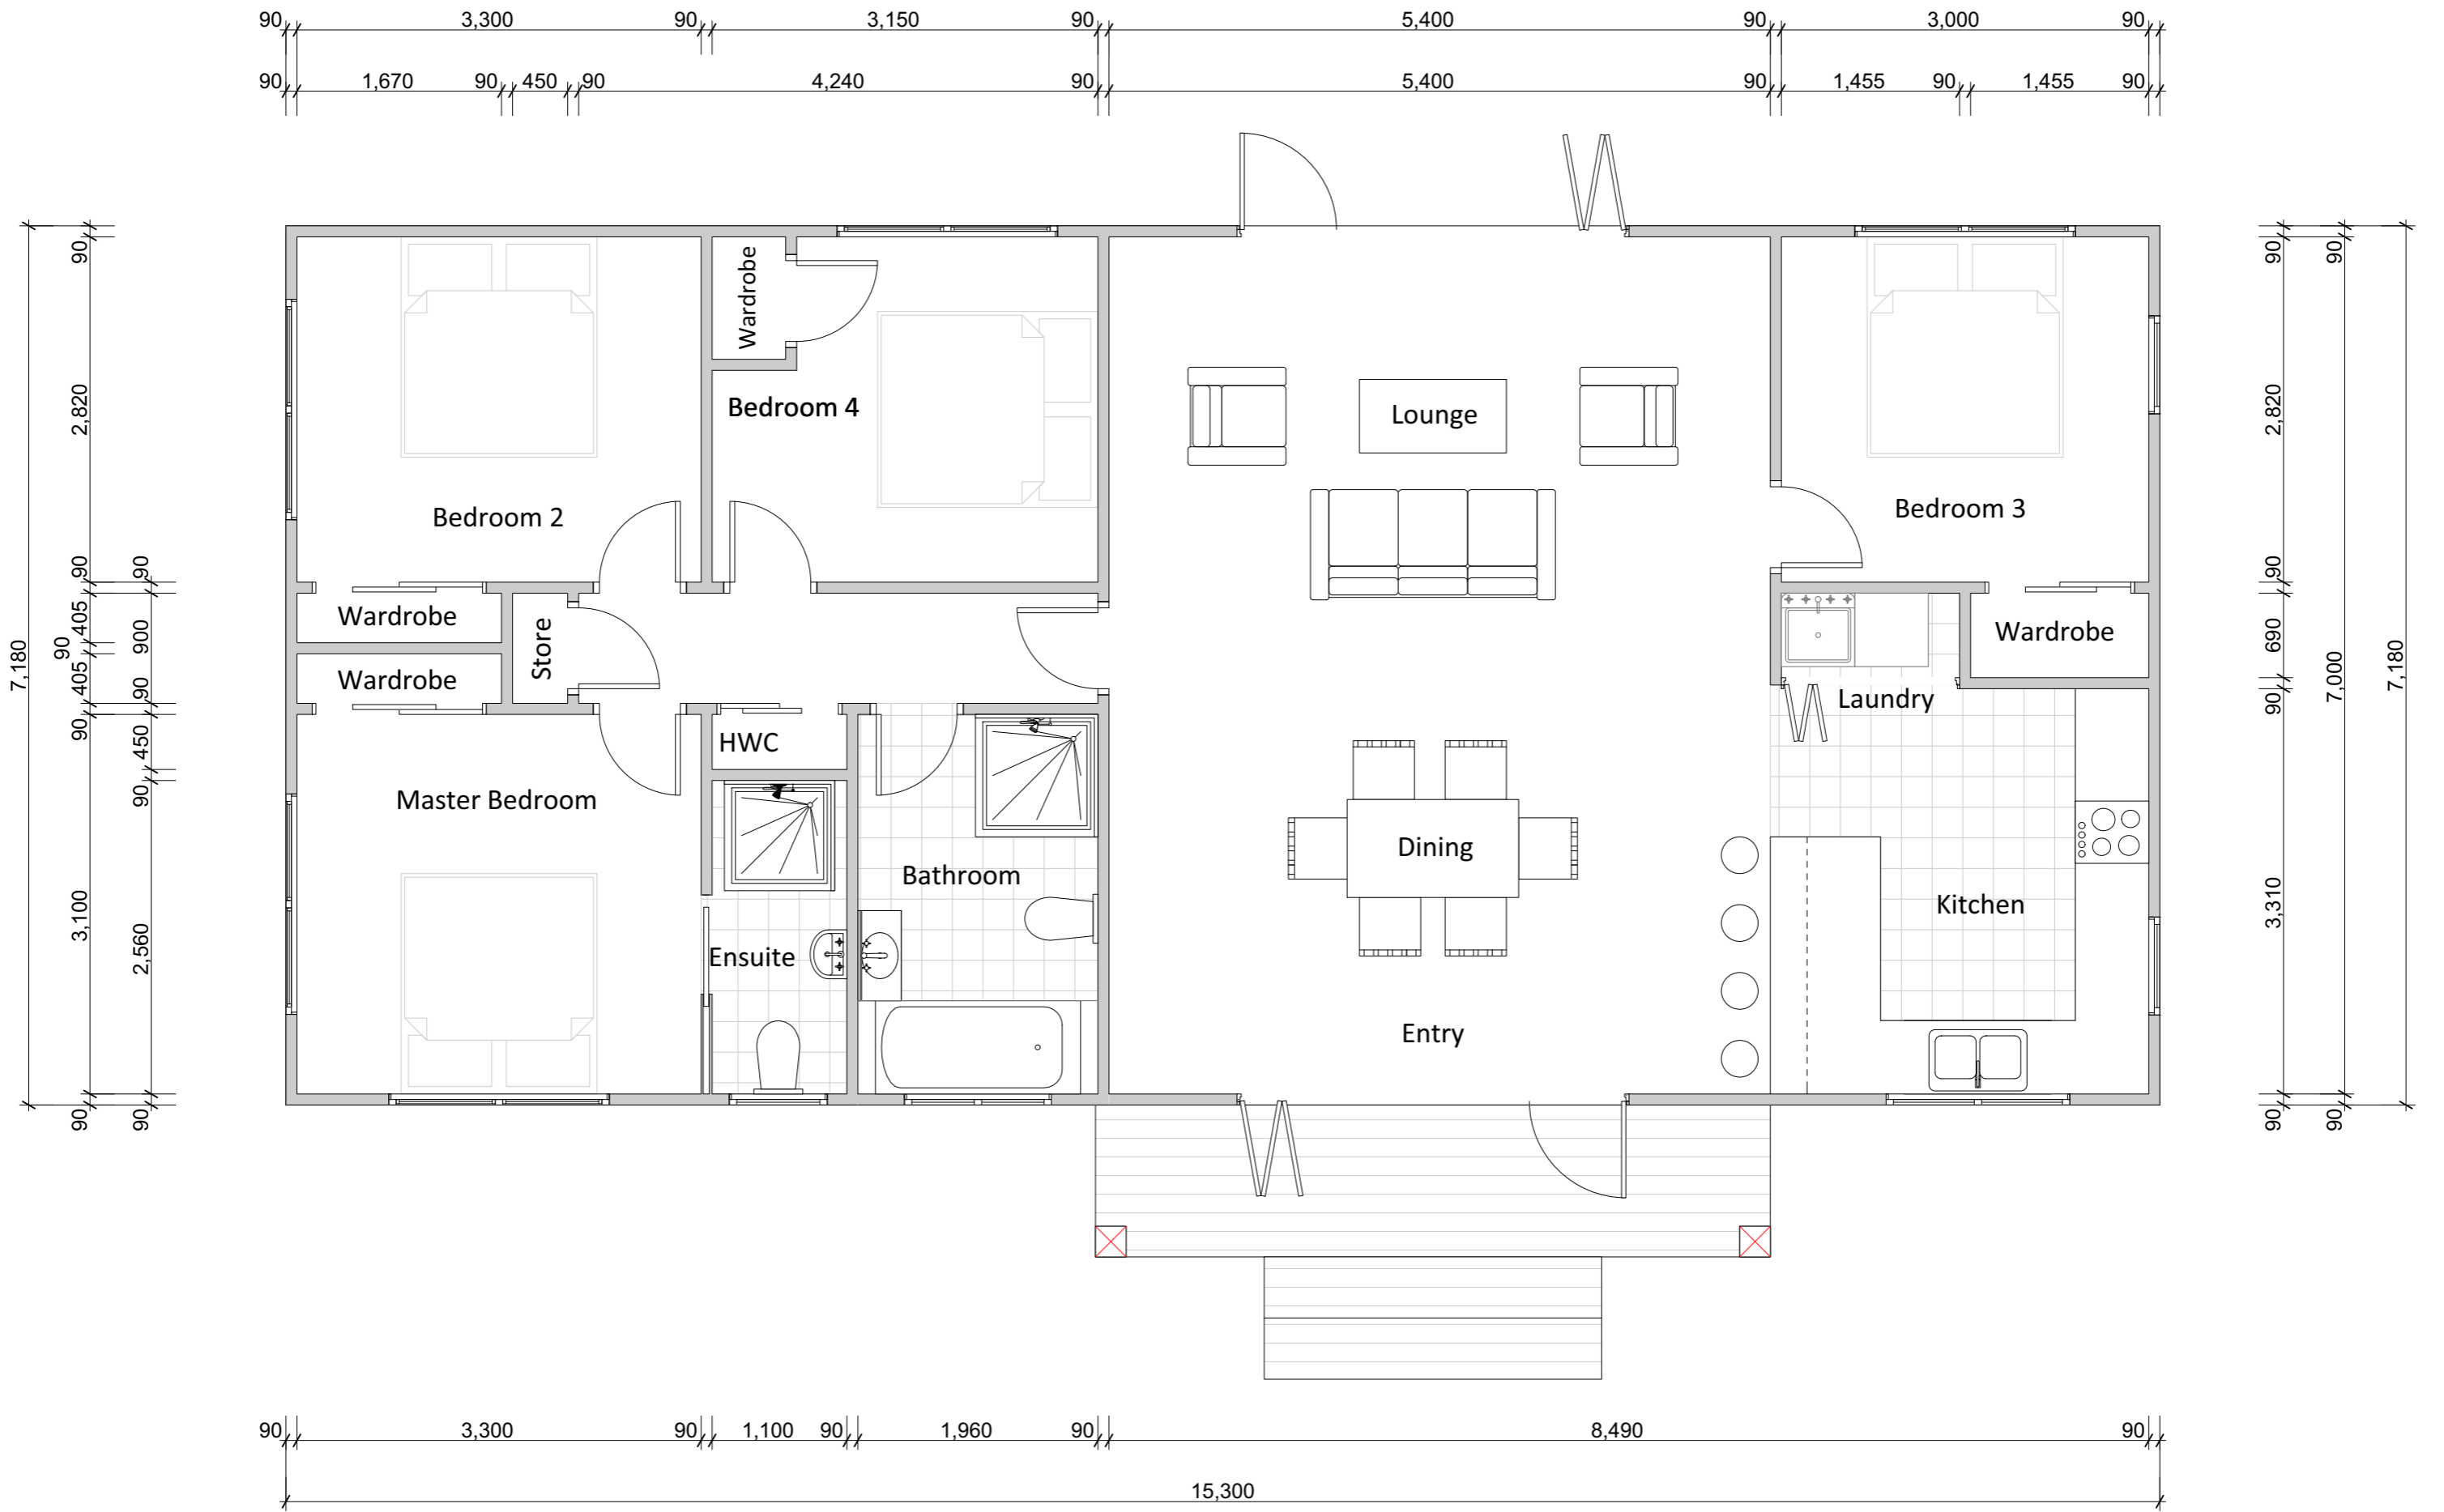 90 3,300 90 3,150 90 5,400 90 3,000 90
90 1,670 90 450 90 4,240 90 5,400 90 1,455 90 1,455 90
7,180
90 2,820 90 405 90 405 90 3,100 90
90 900 90 450 90 2,560 90
Wardrobe
Bedroom 4
Lounge
Bedroom 2
Bedroom 3
Wardrobe
Store
Wardrobe
Wardrobe
Laundry
HWC
Master Bedroom
Dining
Bathroom
Kitchen
Ensuite
Entry
90 2,820 90 690 90 3,310 90
90 7,000 90
7,180
90 3,300 90 1,100 90 1,960 90 8,490 90
15,300